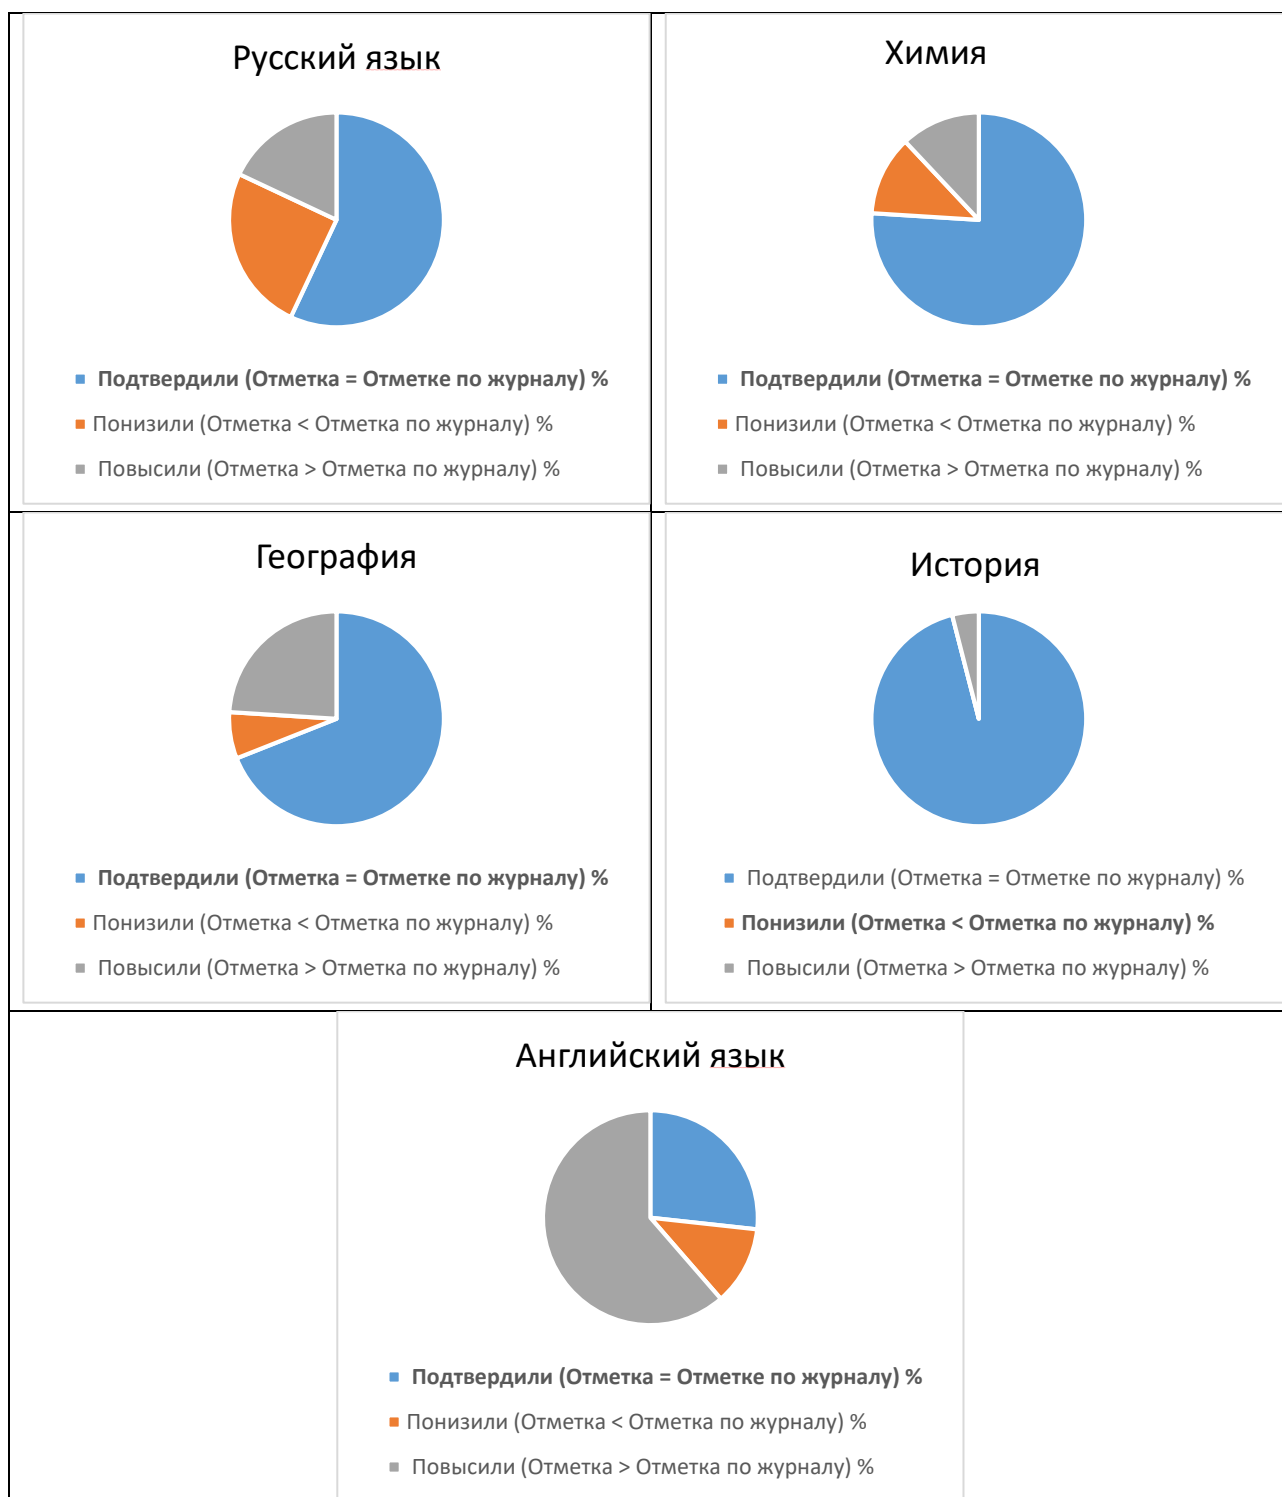 Русский язык
Подтвердили (Отметка = Отметке по журналу) %
Понизили (Отметка < Отметка по журналу) %
Повысили (Отметка > Отметка по журналу) %
Химия
Подтвердили (Отметка = Отметке по журналу) %
Понизили (Отметка < Отметка по журналу) %
Повысили (Отметка > Отметка по журналу) %
География
Подтвердили (Отметка = Отметке по журналу) %
Понизили (Отметка < Отметка по журналу) %
Повысили (Отметка > Отметка по журналу) %
История
Подтвердили (Отметка = Отметке по журналу) %
Понизили (Отметка < Отметка по журналу) %
Повысили (Отметка > Отметка по журналу) %
Английский язык
Подтвердили (Отметка = Отметке по журналу) %
Понизили (Отметка < Отметка по журналу) %
Повысили (Отметка > Отметка по журналу) %